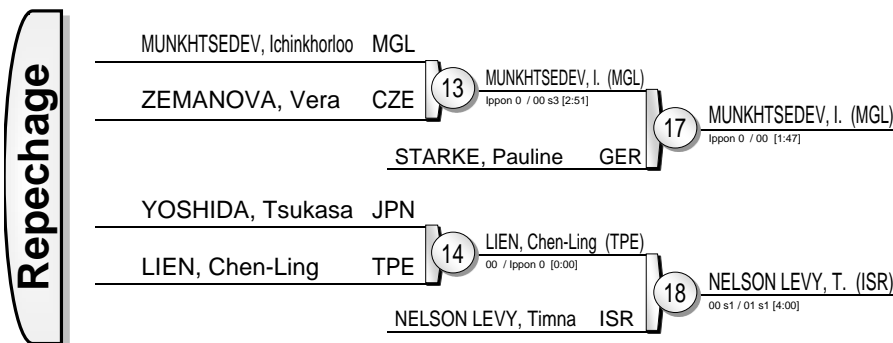 Repechage
MUNKHTSEDEV, Ichinkhorloo MGL
ZEMANOVA, Vera CZE
13
MUNKHTSEDEV, I. (MGL)
Ippon 0 / 00 s3 [2:51]
STARKE, Pauline GER
17
MUNKHTSEDEV, I. (MGL)
Ippon 0 / 00 [1:47]
YOSHIDA, Tsukasa JPN
LIEN, Chen-Ling TPE
14
LIEN, Chen-Ling (TPE)
00 / Ippon 0 [0:00]
NELSON LEVY, Timna ISR
18
NELSON LEVY, T. (ISR)
00 s1 / 01 s1 [4:00]